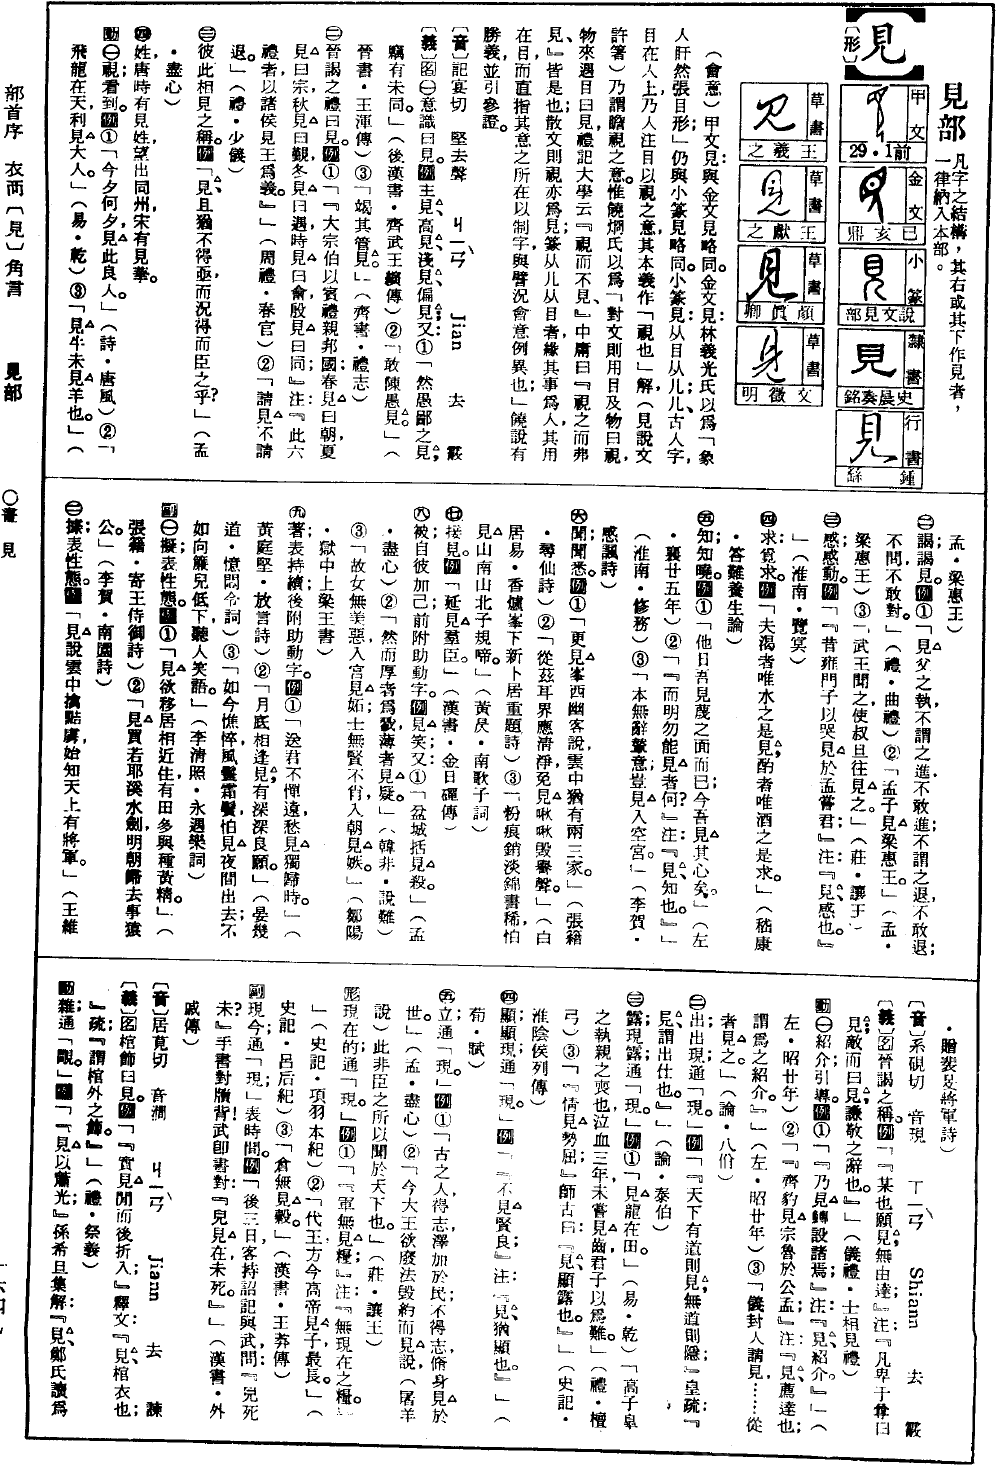 部首序 衣襾〔見〕角言 見部 ○畫 見
【見】
〔形〕
見部 凡字之結構，其右或其下作見者，
一律納入本部。
甲文 前1．29
金文 己亥鼎
小篆 說文見部
隸書 史晨奏銘
行書 鍾繇
草書 王羲之
草書 王獻之
草書 顏真卿
草書 文徵明
（會意）甲文見與金文見略同。金文見林義光氏以爲「象
人肝然張目形」仍與小篆見略同。小篆見从目从儿，儿古人字，
目在人上，乃人注目以視之意，其本義作「視也」解，（見說文
許箸）乃謂瞻視之意。惟饒炯氏以爲「對文則用目及物曰視，
物來遇目曰見，禮記大學云『視而不見』中庸曰『視之而弗
見』皆是也；散文則視亦爲見。篆从儿从目者，緣其事爲人，其用
在目，而直指其意之所在以制字，與譬況會意例異也」饒說有
勝義，並引參證。
〔音〕記宴切 堅去聲 ㄐㄧㄢˋ Jian 去 霰
〔義〕名㊀意識曰見。例主見，高見，淺見，偏見；又①「然愚鄙之見，
竊有未同。」（後漢書・齊武王縯傳）②「敢陳愚見。」（
晉書・王渾傳）③「竭其管見。」（齊書・禮志）
㊁晉謁之禮曰見。例①「『大宗伯以賓禮親邦國：春見曰朝，夏
見曰宗，秋見曰覲，冬見曰遇，時見曰會，殷見曰同』注：『此六
禮者，以諸侯見王爲義。』」（周禮・春官）②「請見不請
退。」（禮・少儀）
㊂彼此相見之稱。例「見且猶不得亟，而況得而臣之乎？」（孟
・盡心）
㊃姓，唐時有見姓，望出同州；宋有見華。
動㊀視，看到。例①「今夕何夕，見此良人。」（詩・唐風）②「
飛龍在天，利見大人。」（易・乾）③「見牛未見羊也。」（
孟・梁惠王）
㊁謁；謁見。例①「見父之執，不謂之進，不敢進；不謂之退，不敢退；
不問，不敢對。」（禮・曲禮）②「孟子見梁惠王」（孟・
梁惠王）③「武王聞之，使叔旦往見之。」（莊・讓王）
㊂感；感動。例「『昔雍門子以哭見於孟嘗君』注：『見，感也。』
」（淮南・覽冥）
㊃求；覓求。例「夫渴者唯水之是見，酌者唯酒之是求」（嵇康
・答難養生論）
㊄知；知曉。例①「他日吾見蔑之面而已，今吾見其心矣。」（左
・襄廿五年）②「『而明勿能見者，何？』注：『見，知也。』」
（淮南・修務）③「本無辭輦意，豈見入空宮。」（李賀・
感諷詩）
㊅聞；聞悉。例①「更見峯西幽客說，雲中猶有兩三家。」（張籍
・尋仙詩）②「從茲耳界應清淨，免見啾啾毀譽聲。」（白
居易・香爐峯下新卜居重題詩）③「粉痕銷淡錦書稀，怕
見山南山北子規啼。」（黃昃・南歌子詞）
㊆接見。例「延見羣臣。」（漢書・金日磾傳）
㊇被，自彼加己，前附助動字。例見笑；又①「盆城括見殺。」（孟
・盡心）②「然而厚者爲戮，薄者見疑。」（韓非・說難）
③「故女無美惡，入宮見妬；士無賢不肖，入朝見嫉。」（鄒陽
・獄中上梁王書）
㊈著，表持續，後附助動字。例①「送君不憚遠，愁見獨歸時。」（
黃庭堅・放言詩）②「月底相逢見，有深深良願。」（晏幾
道・憶悶令詞）③「如今憔悴，風鬟霜鬢，怕見夜間出去；不
如向簾兒低下，聽人笑語。」（李清照・永遇樂詞）
副㊀擬，表性態。例①「見欲移居相近住，有田多與種黃精。」（
張籍・寄王侍御詩）②「見買若耶溪水劍，明朝歸去事猿
公。」（李賀・南園詩）
㊁據，表性態。例「見說雲中擒黠虜，始知天上有將軍。」（王維
・贈裴旻將軍詩）
〔音〕系硯切 音現 ㄒㄧㄢˋ Shiann 去 霰
〔義〕名晉謁之稱。例「『某也願見，無由達』注：『凡卑于尊曰
見，敵而曰見，謙敬之辭也。』」（儀禮・士相見禮）
動㊀紹介；引導。例①「『乃見鱄設諸焉』注：『見，紹介。』」（
左・昭廿年）②「『齊豹見宗魯於公孟』注：『見，薦達也；
謂爲之紹介。』」（左・昭廿年）③「儀封人請見……從
者見之。」（論・八佾）
㊁出；出現；通「現。」例「『天下有道則見，無道則隱』皇疏：『
見，謂出仕也。』」（論・泰伯）
㊂露；現露；通「現。」例①「見龍在田。」（易・乾）「高子皋
之執親之喪也，泣血三年，未嘗見齒，君子以爲難。」（禮・檀
弓）③「『情見勢屈』師古曰：『見，顯露也。』」（史記・
淮陰侯列傳）
㊃顯；顯現；通「現。」例「『不見賢良』注：『見，猶顯也。』」（
荀・賦）
㊄立；通「現。」例①「古之人，得志，澤加於民；不得志，脩身見於
世。」（孟・盡心）②「今大王欲廢法毀約而見說，（屠羊
說）此非臣之所以聞於天下也。」（莊・讓王）
形現在的；通「現。」例①「『軍無見糧』注：『無現在之糧。』
」（史記・項羽本紀）②「代王方今高帝見子最長。」（
史記・呂后紀）③「倉無見穀。」（漢書・王莽傳）
副現今；通「現；」表時間。例「後三日，客持詔記與武，問：『兒死
未？』手書對牘背，武即書對：『兒見在，未死。』」（漢書・外
戚傳）
〔音〕居莧切 音澗 ㄐㄧㄢˋ Jiann 去 諫
〔義〕名棺飾曰見。例「『實見閒而後折入』釋文『見，棺衣也；
』疏：『謂棺外之飾。』」（禮・祭義）
動雜；通「覸。」例「『見以蕭光』孫希旦集解『見，鄭氏讀爲